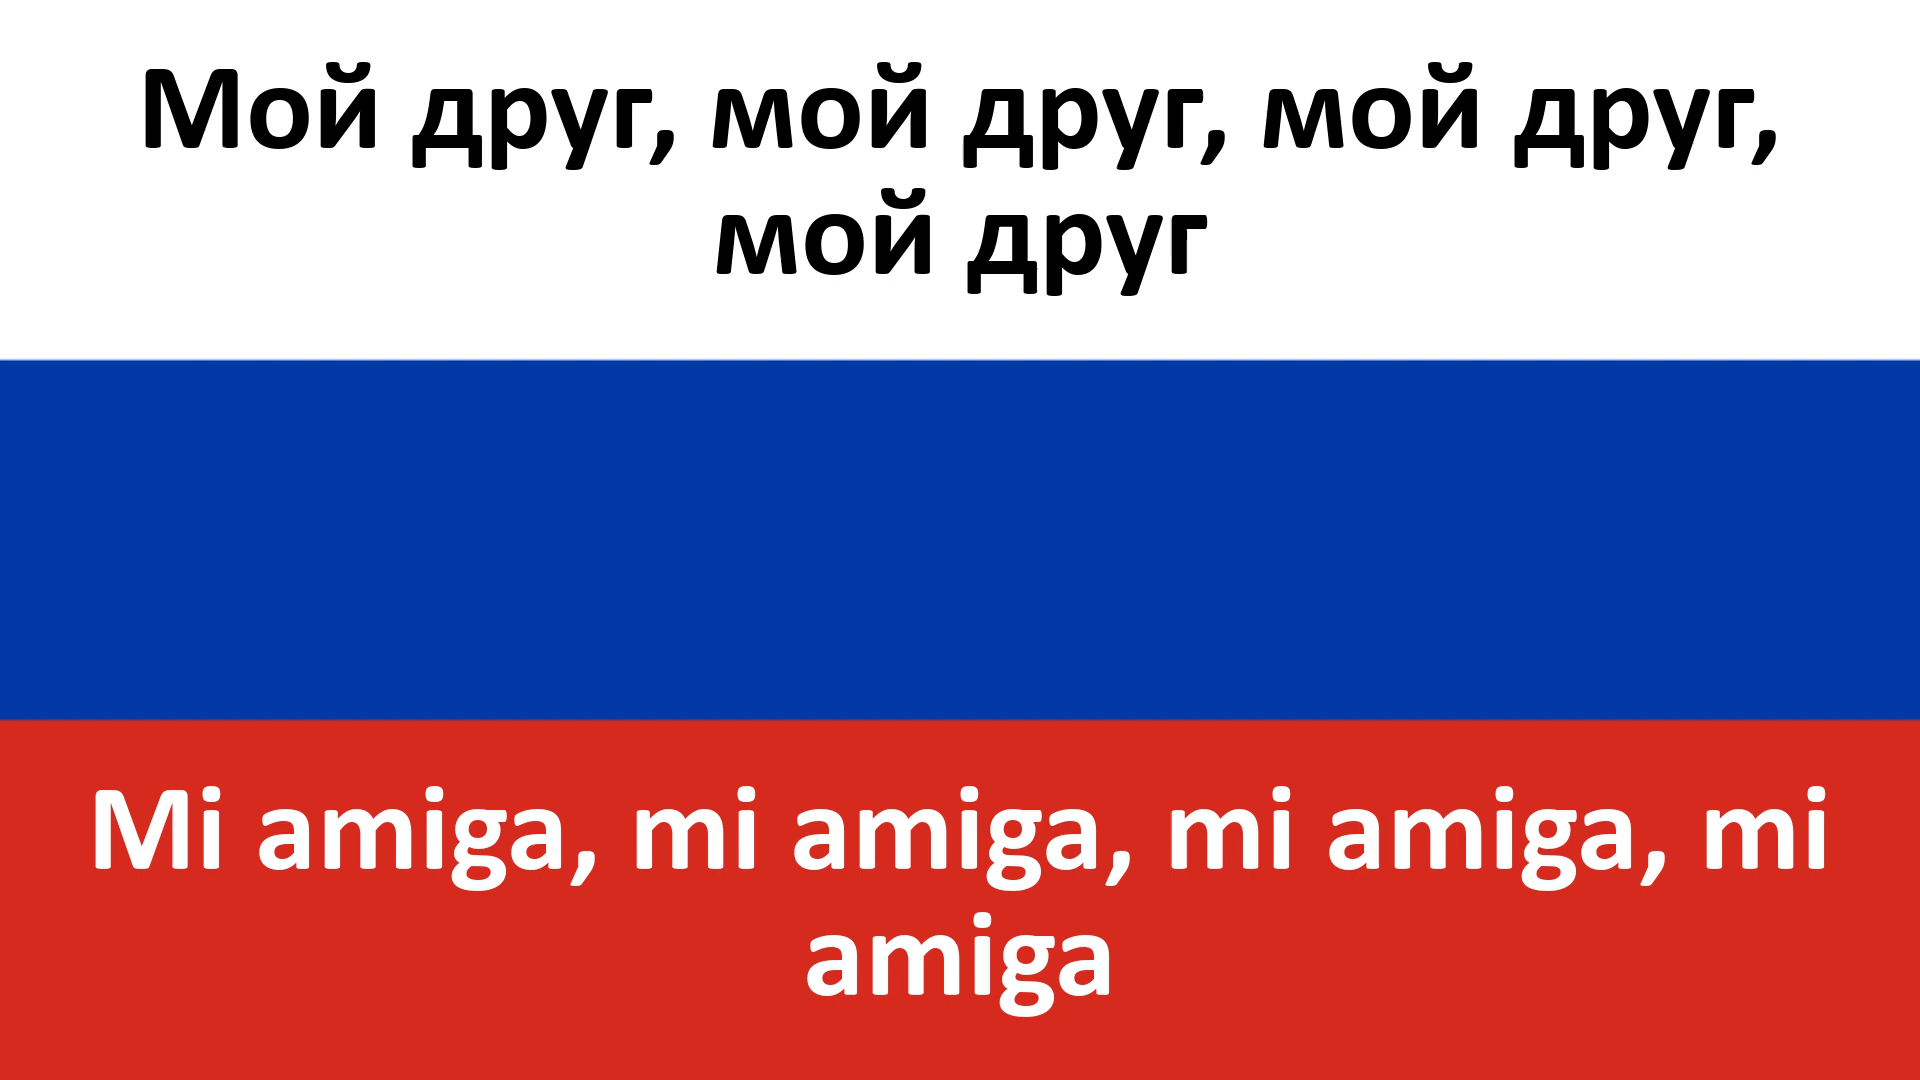 Мой друг, мой друг, мой друг,
мой друг
Mi amiga, mi amiga, mi amiga, mi
amiga